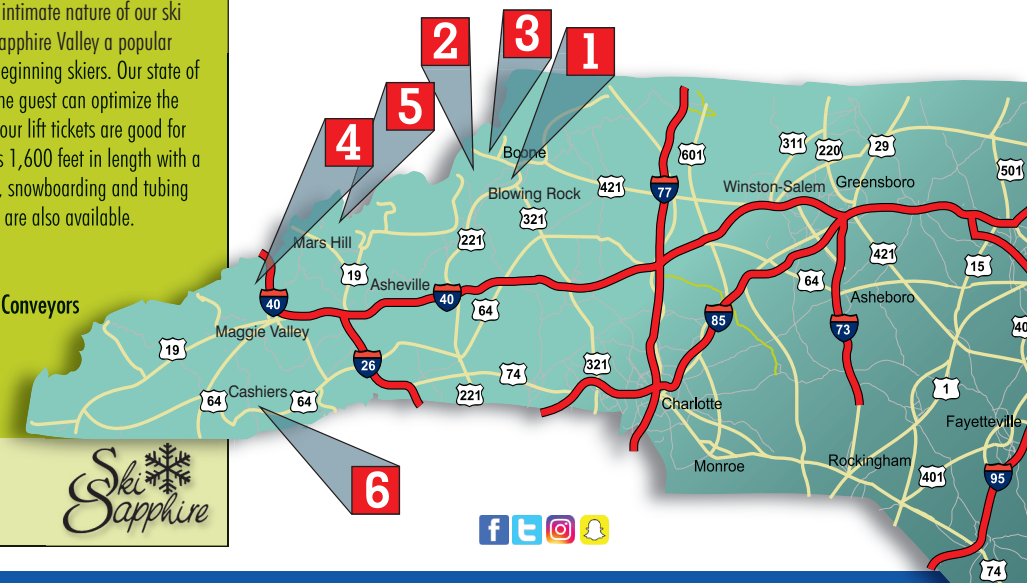 intimate nature of our ski
apphire Valley a popular
eginning skiers. Our state of
ne guest can optimize the
our lift tickets are good for
s 1,600 feet in length with a
, snowboarding and tubing
are also available.
Conveyors
Ski
Sapphire
2
3
1
5
4
6
Boone
Blowing Rock
Mars Hill
Asheville
Maggie Valley
Cashiers
Winston-Salem
Greensboro
Asheboro
Charlotte
Monroe
Rockingham
Fayetteville
601
311
220
29
501
421
77
321
221
19
40
40
64
421
15
64
85
73
40
19
26
74
321
221
64
64
1
401
95
74